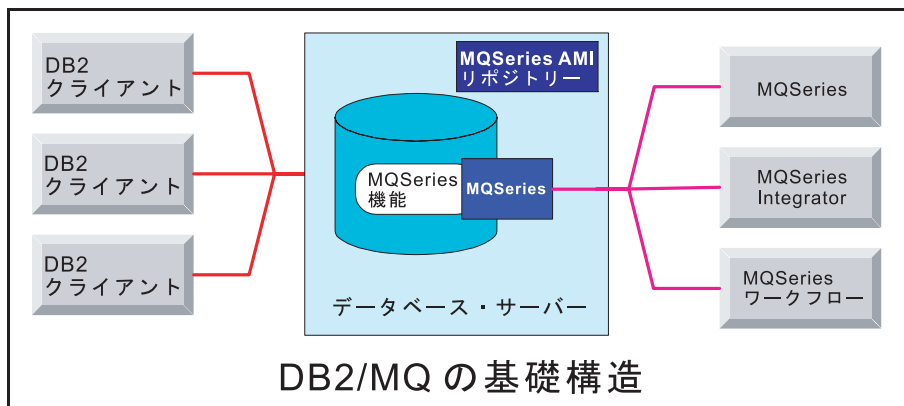 DB2
クライアント
DB2
クライアント
DB2
クライアント
MQSeries AMI
リポジトリー
MQSeries
機能
MQSeries
データベース・サーバー
MQSeries
MQSeries
Integrator
MQSeries
ワークフロー
DB2/MQ の基礎構造